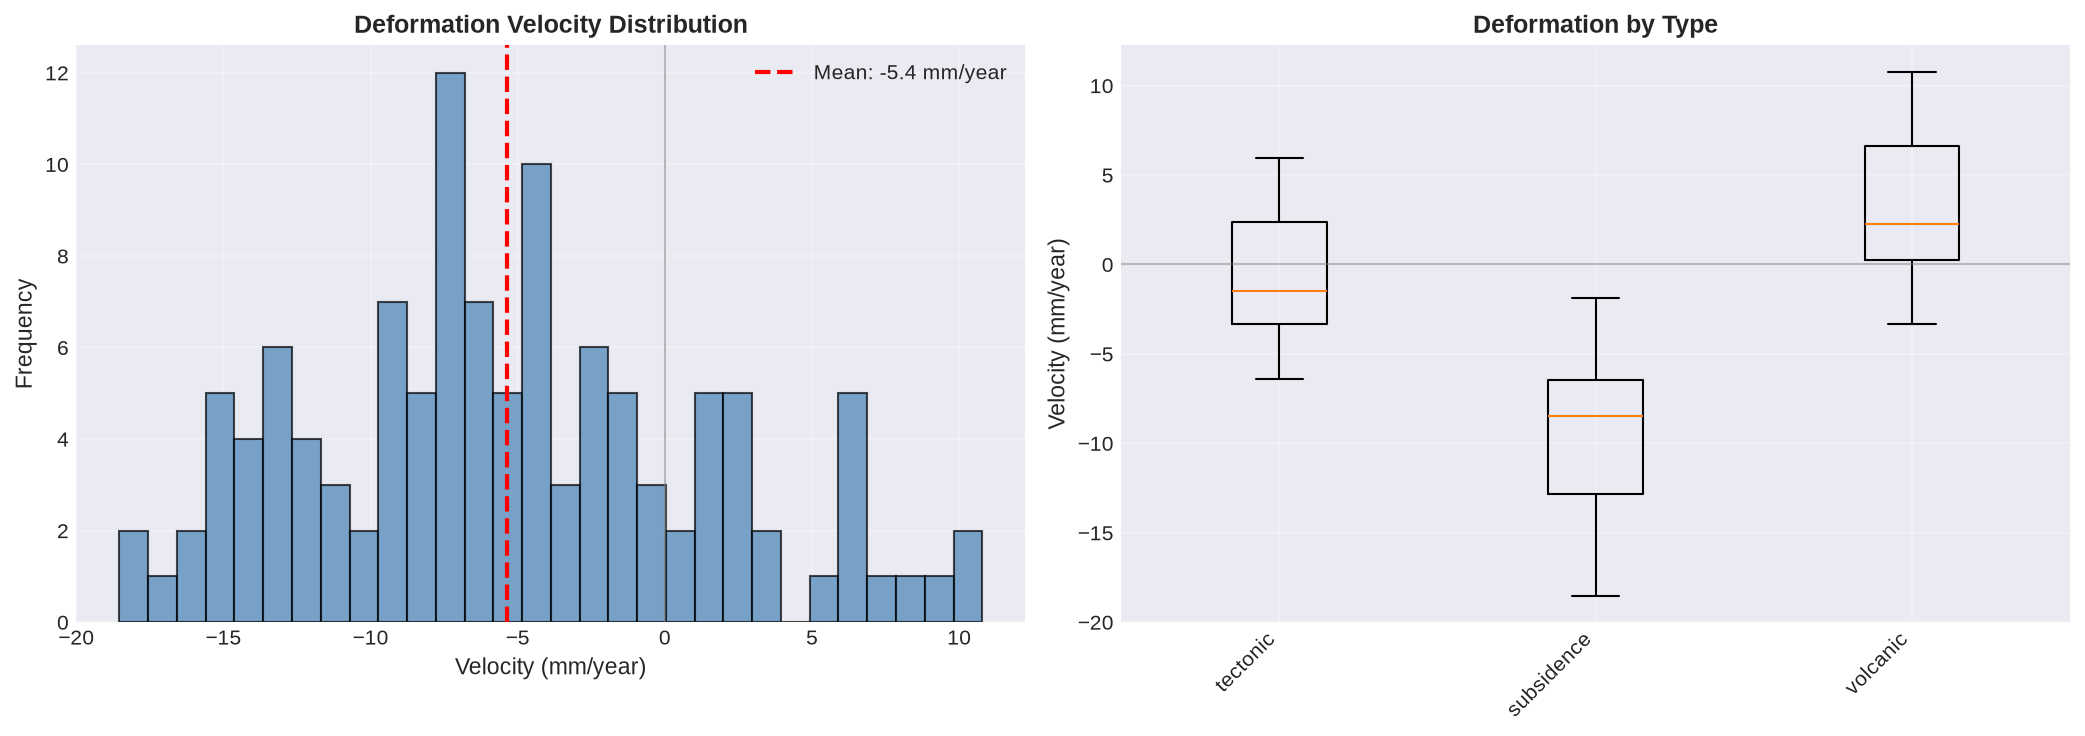 Deformation Velocity Distribution
Mean: -5.4 mm/year
Frequency
12
10
8
6
4
2
0
−20
−15
−10
−5
0
5
10
Velocity (mm/year)
Deformation by Type
Velocity (mm/year)
10
5
0
−5
−10
−15
−20
tectonic
subsidence
volcanic